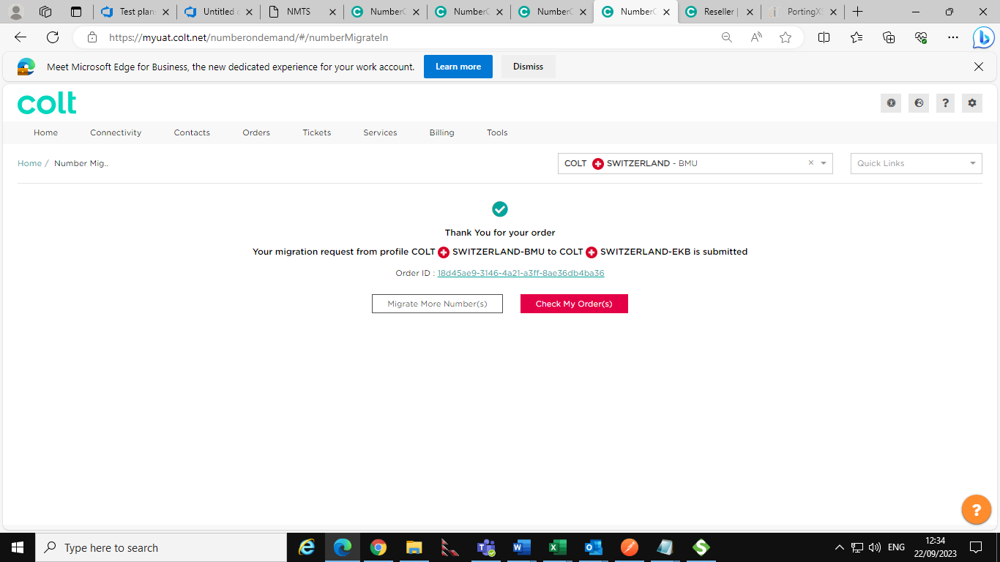 Test plans
Untitled
NMTS
NumberO
NumberO
NumberO
NumberO
Reseller |
PortingXS
https://myuat.colt.net/numberondemand/#/numberMigrateIn
Meet Microsoft Edge for Business, the new dedicated experience for your work account.
Learn more
Dismiss
colt
Home
Connectivity
Contacts
Orders
Tickets
Services
Billing
Tools
Home / Number Mig..
COLT SWITZERLAND - BMU
Quick Links
Thank You for your order
Your migration request from profile COLT SWITZERLAND-BMU to COLT SWITZERLAND-EKB is submitted
Order ID : 18d45ae9-3146-4a21-a3ff-8ae36db4ba36
Migrate More Number(s)
Check My Order(s)
Type here to search
ENG
12:34
22/09/2023